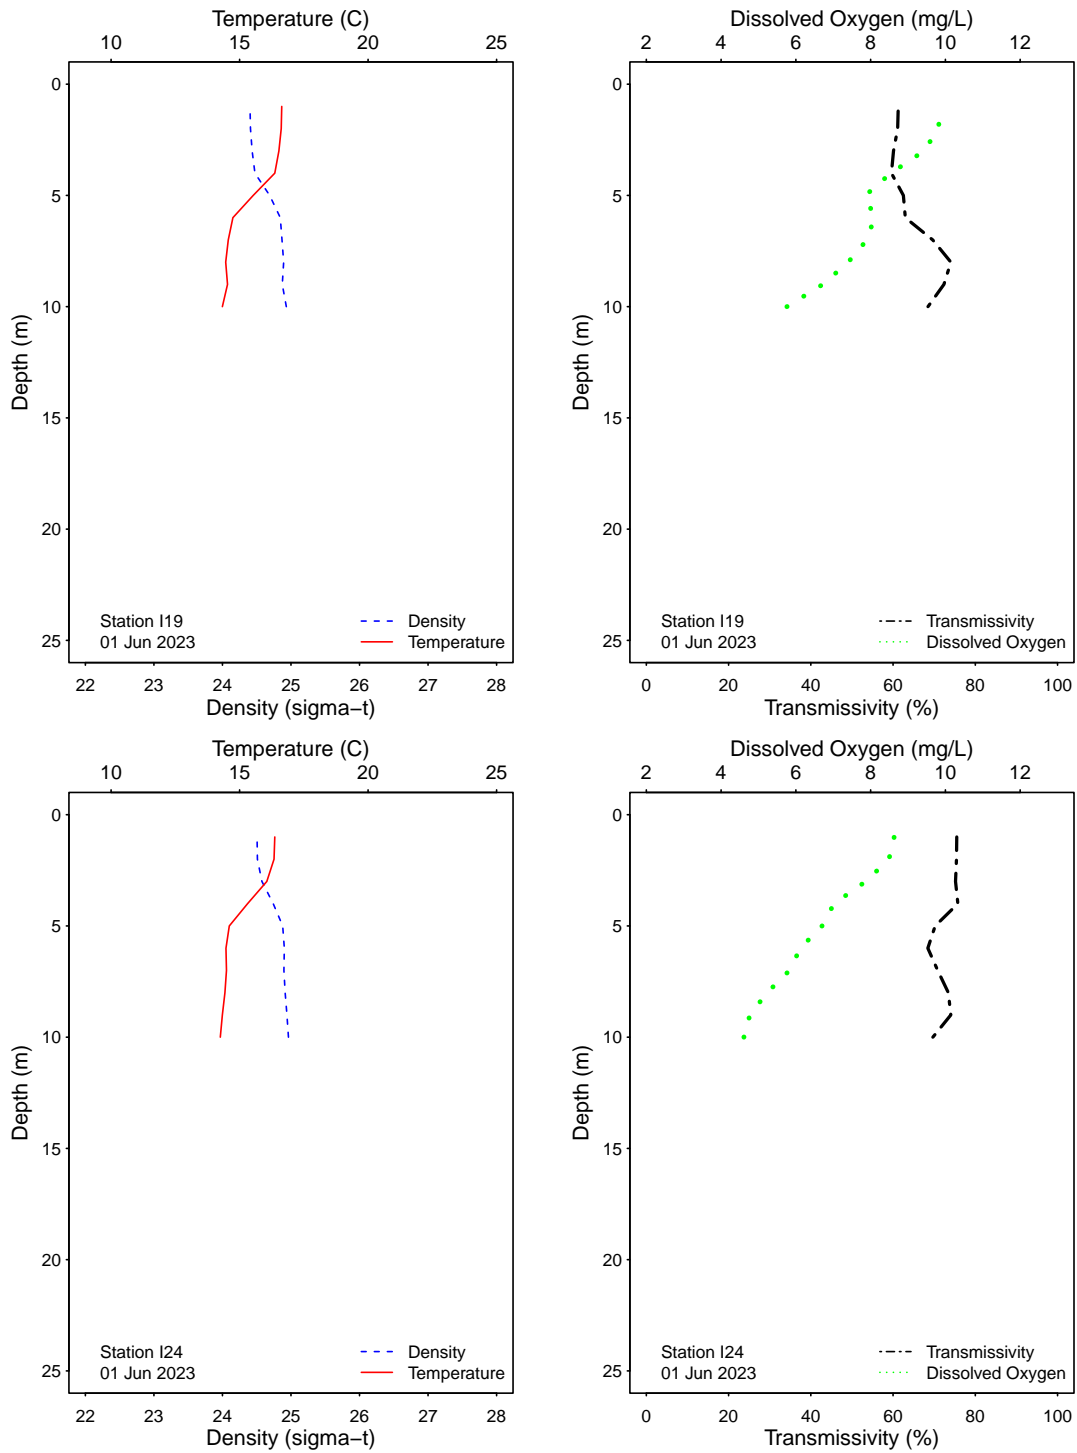 Temperature (C)
10 15 20 25
0
5
10
15
20
25
Depth (m)
Station I19
01 Jun 2023
Density
Temperature
22 23 24 25 26 27 28
Density (sigma−t)
Dissolved Oxygen (mg/L)
2 4 6 8 10 12
0
5
10
15
20
25
Depth (m)
Station I19
01 Jun 2023
Transmissivity
Dissolved Oxygen
0 20 40 60 80 100
Transmissivity (%)
Temperature (C)
10 15 20 25
0
5
10
15
20
25
Depth (m)
Station I24
01 Jun 2023
Density
Temperature
22 23 24 25 26 27 28
Density (sigma−t)
Dissolved Oxygen (mg/L)
2 4 6 8 10 12
0
5
10
15
20
25
Depth (m)
Station I24
01 Jun 2023
Transmissivity
Dissolved Oxygen
0 20 40 60 80 100
Transmissivity (%)